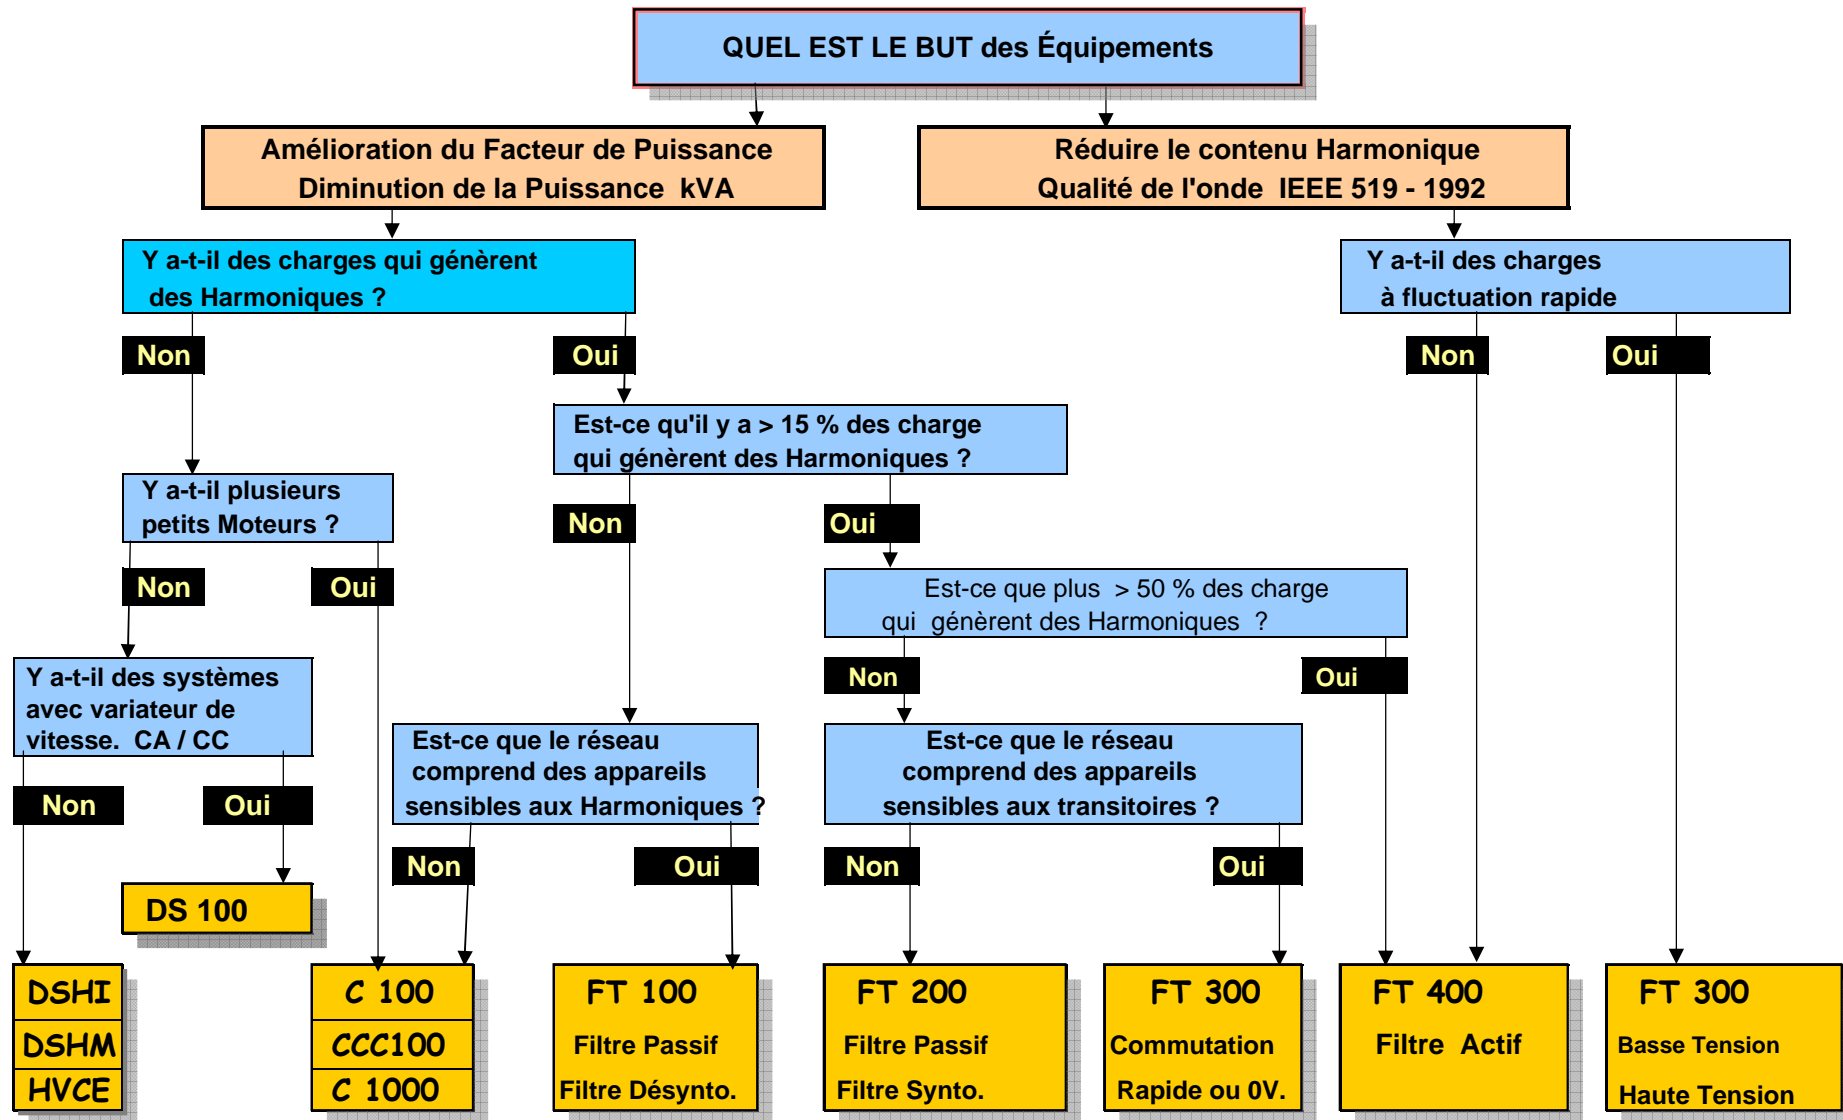 QUEL EST LE BUT des Équipements
Amélioration du Facteur de Puissance
Diminution de la Puissance kVA
Réduire le contenu Harmonique
Qualité de l'onde IEEE 519 - 1992
Y a-t-il des charges qui génèrent
des Harmoniques ?
Y a-t-il des charges
à fluctuation rapide
Non
Oui
Non
Oui
Est-ce qu'il y a > 15 % des charge
qui génèrent des Harmoniques ?
Y a-t-il plusieurs
petits Moteurs ?
Non
Oui
Non
Oui
Est-ce que plus > 50 % des charge
qui génèrent des Harmoniques ?
Non
Oui
Y a-t-il des systèmes
avec variateur de
vitesse. CA / CC
Est-ce que le réseau
comprend des appareils
sensibles aux Harmoniques ?
Est-ce que le réseau
comprend des appareils
sensibles aux transitoires ?
Non
Oui
Non
Oui
Non
Oui
DS 100
DSHI
DSHM
HVCE
C 100
CCC100
C 1000
FT 100
Filtre Passif
Filtre Désynto.
FT 200
Filtre Passif
Filtre Synto.
FT 300
Commutation
Rapide ou 0V.
FT 400
Filtre Actif
FT 300
Basse Tension
Haute Tension